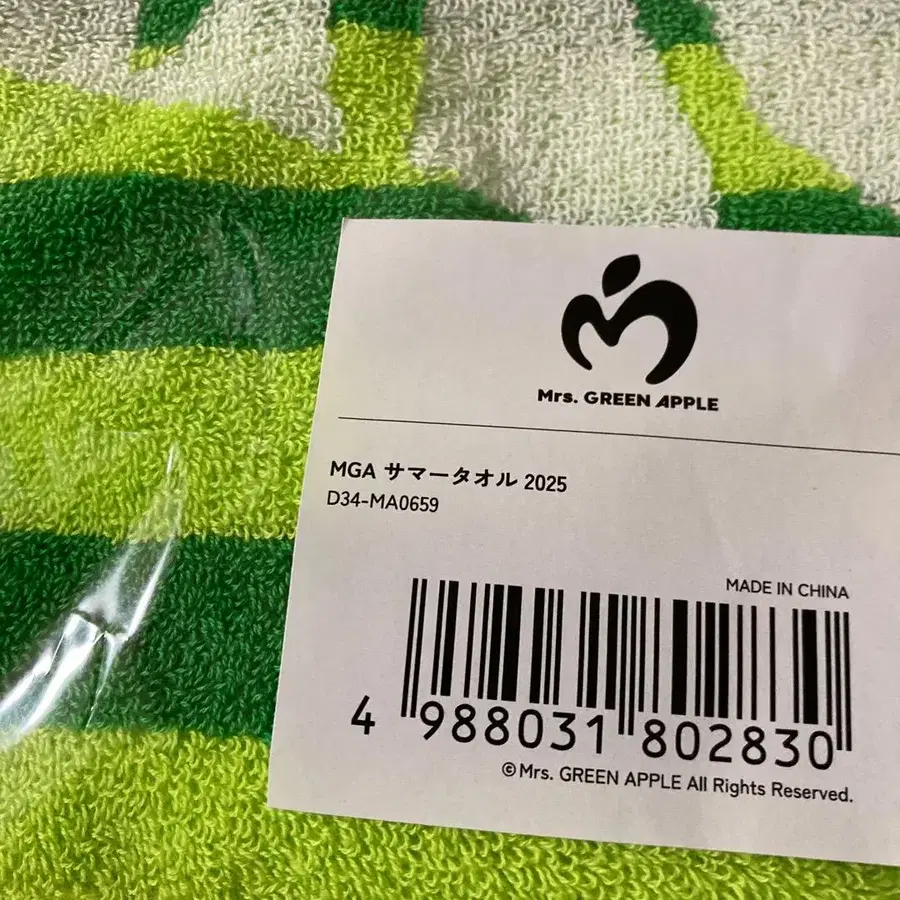 Mrs. GREEN APPLE
MGA サマータオル 2025
D34-MA0659
MADE IN CHINA
4 988031 802830
©Mrs. GREEN APPLE All Rights Reserved.